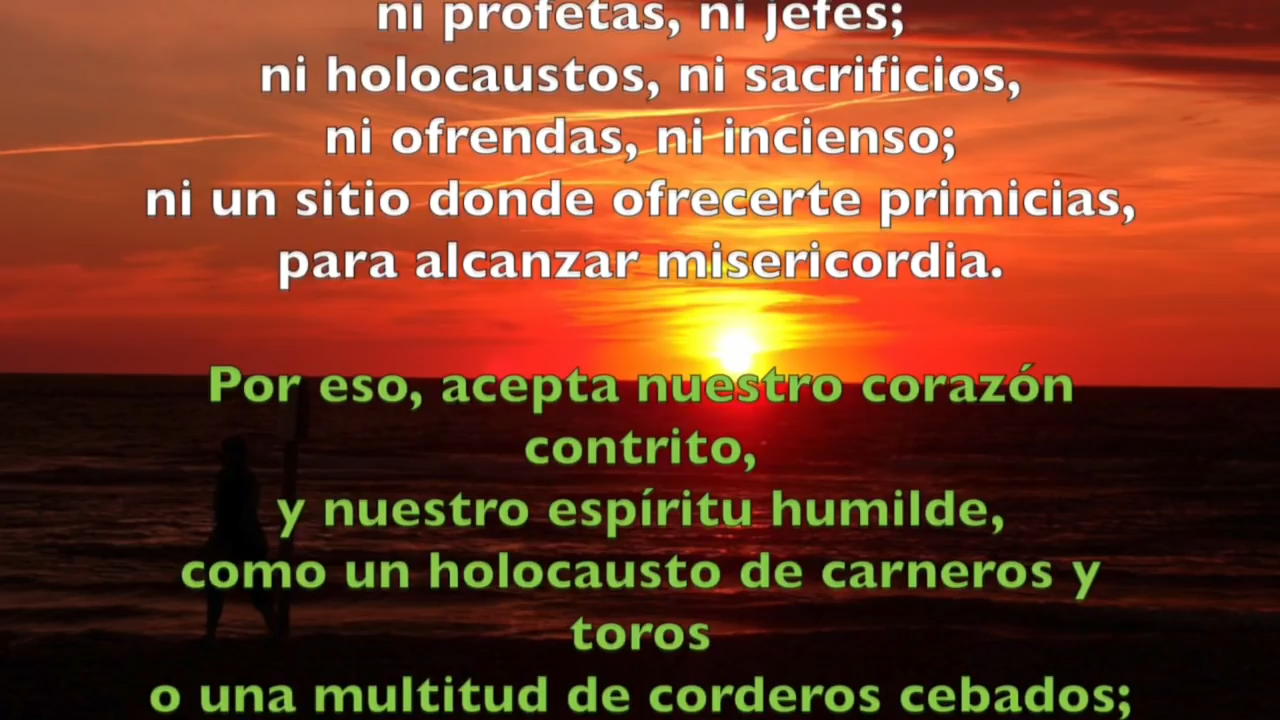 ni profetas, ni jefes;
ni holocaustos, ni sacrificios,
ni ofrendas, ni incienso;
ni un sitio donde ofrecerte primicias,
para alcanzar misericordia.
Por eso, acepta nuestro corazón
contrito,
y nuestro espíritu humilde,
como un holocausto de carneros y
toros
o una multitud de corderos cebados;